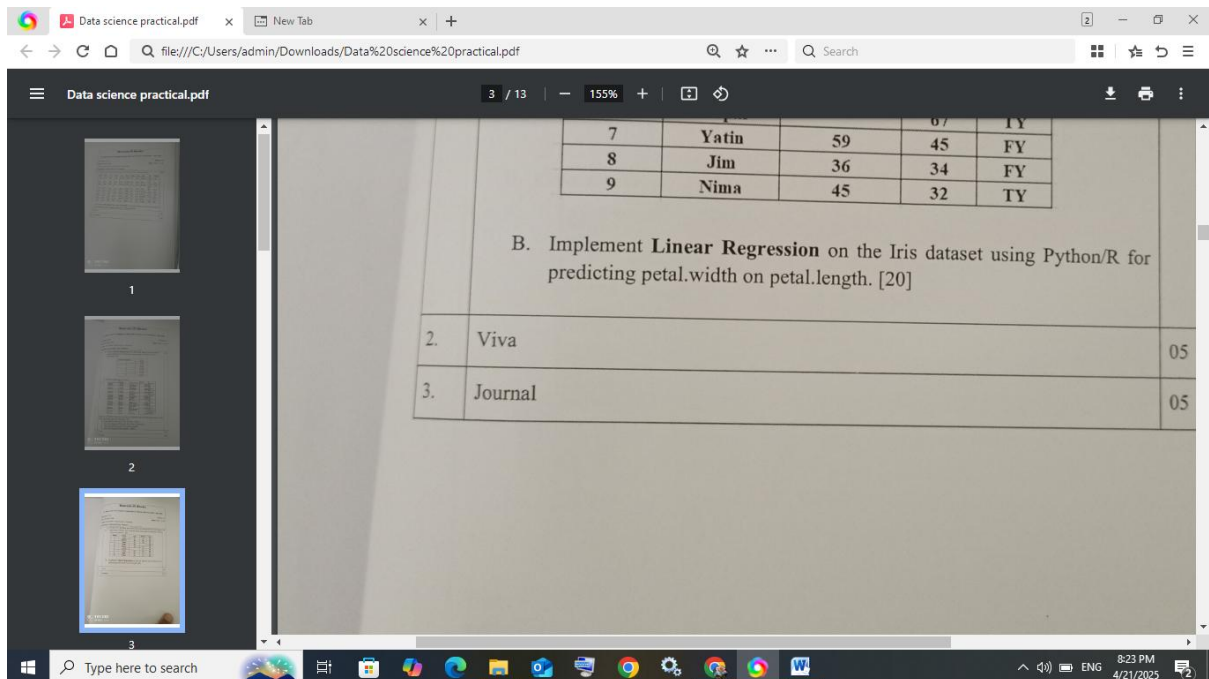 Data science practical.pdf
New Tab
2
file:///C:/Users/admin/Downloads/Data%20science%20practical.pdf
Search
Data science practical.pdf
3 / 13
155%
67 TY
7 Yatin 59 45 FY
8 Jim 36 34 FY
9 Nima 45 32 TY
B. Implement Linear Regression on the Iris dataset using Python/R for
predicting petal.width on petal.length. [20]
2. Viva 05
3. Journal 05
1
2
3
Type here to search
ENG
8:23 PM
4/21/2025
2